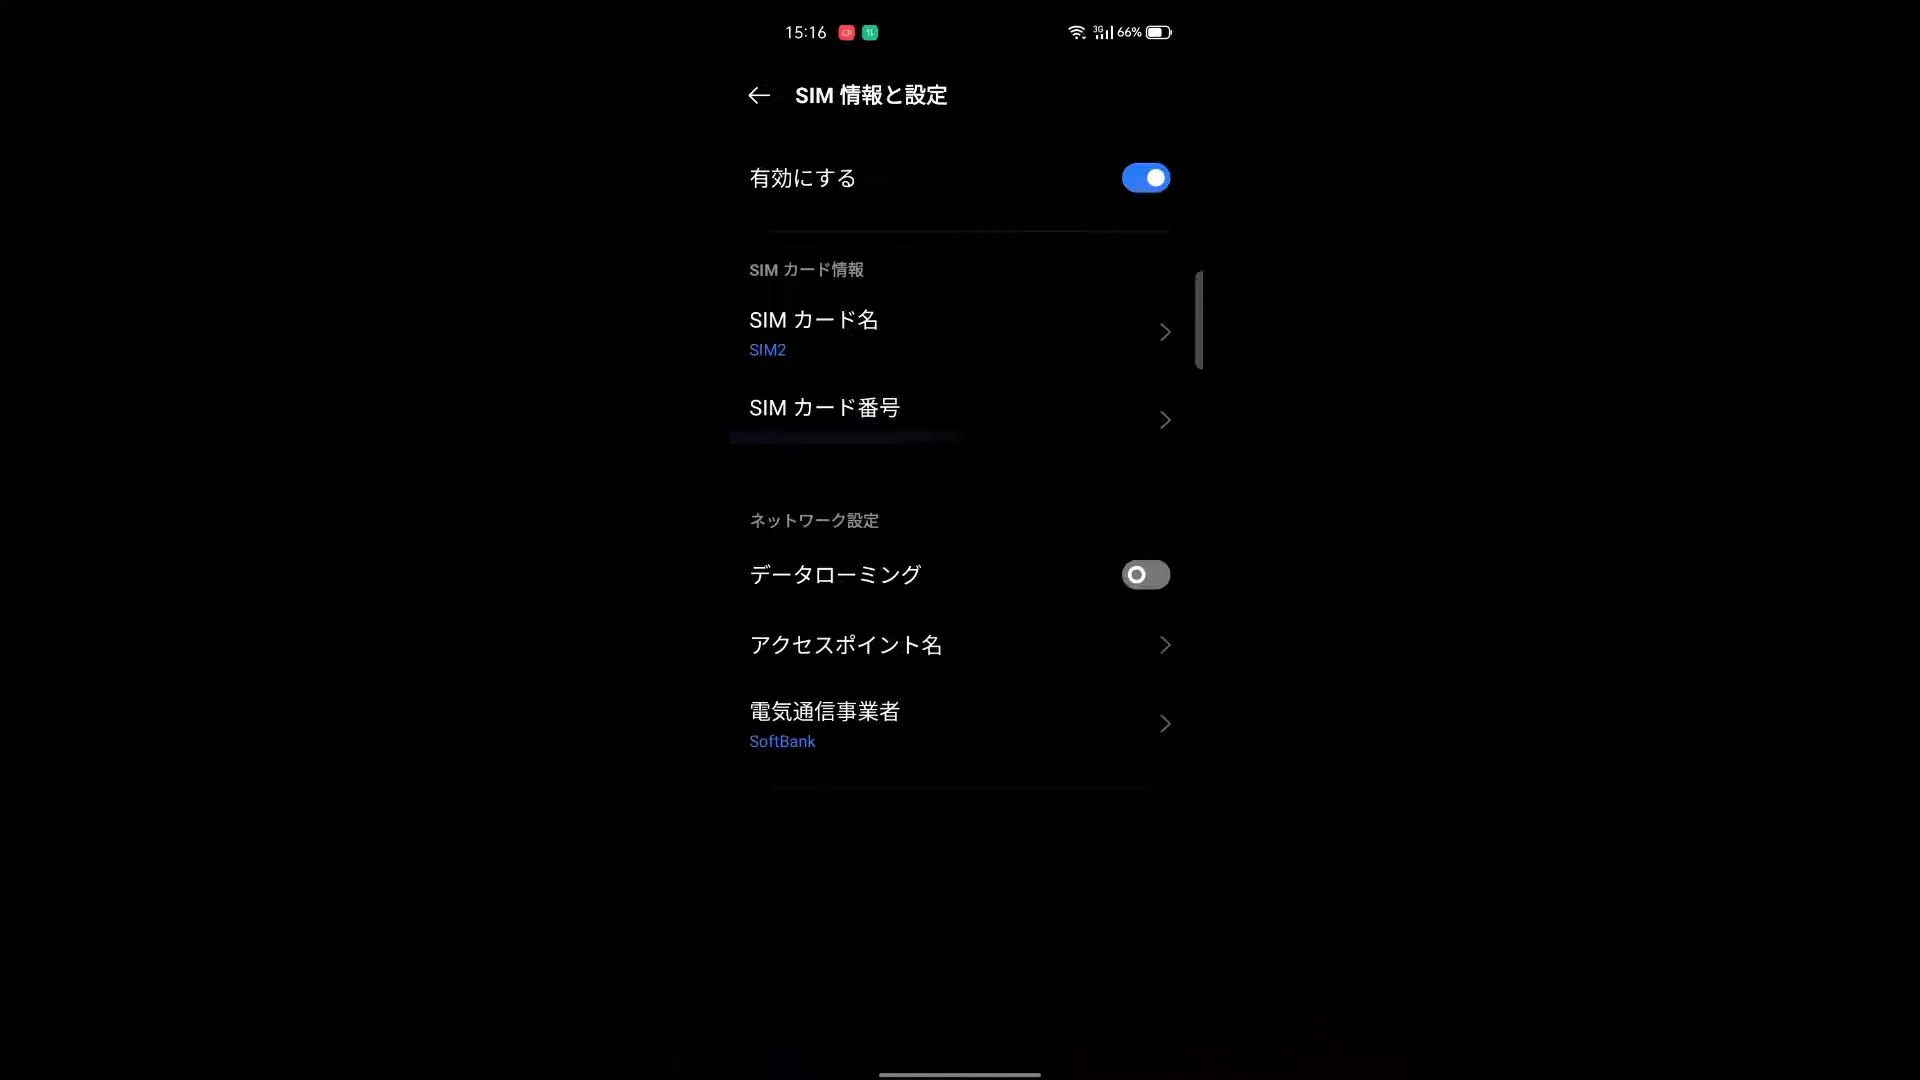 15:16
3G 66%
SIM 情報と設定
有効にする
SIM カード情報
SIM カード名
SIM2
SIM カード番号
ネットワーク設定
データローミング
アクセスポイント名
電気通信事業者
SoftBank